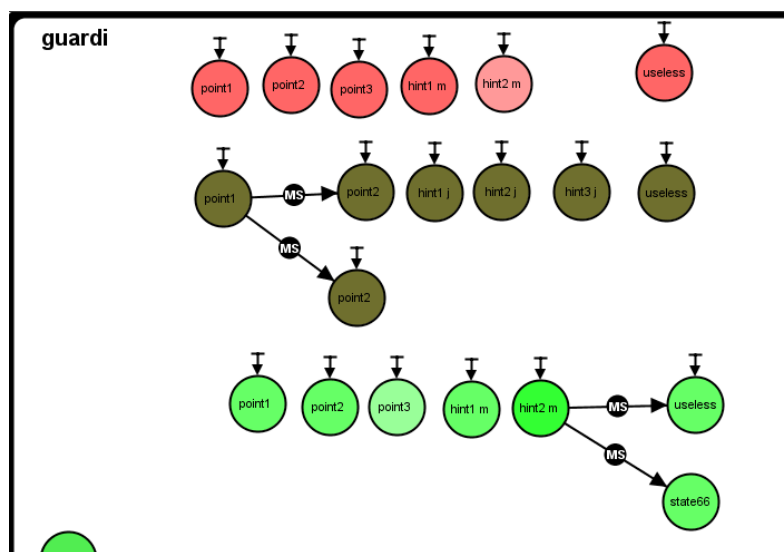 guardi
point1 point2 point3 hint1 m hint2 m useless
point1 MS point2 hint1 j hint2 j hint3 j useless
MS
point2
point1 point2 point3 hint1 m hint2 m MS useless
MS
state66